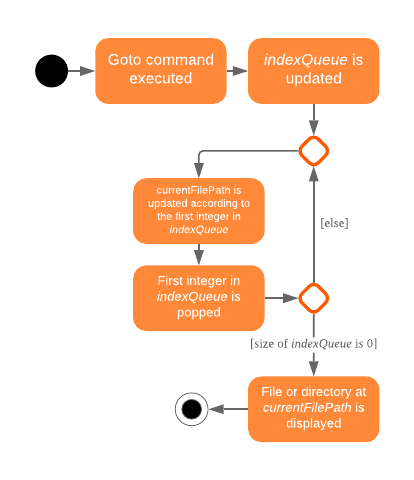 Goto command
executed
indexQueue is
updated
currentFilePath is
updated according to
the first integer in
indexQueue
[else]
First integer in
indexQueue is
popped
[size of indexQueue is 0]
File or directory at
currentFilePath is
displayed